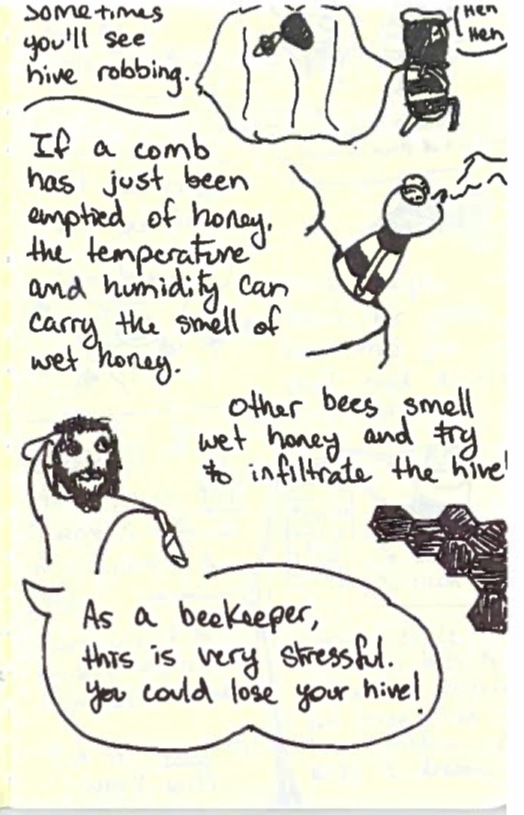 Sometimes
you'll see
hive robbing.
Heh
Heh
If a comb
has just been
emptied of honey,
the temperature
and humidity can
carry the smell of
wet honey.
Other bees smell
wet honey and try
to infiltrate the hive!
As a beekeeper,
this is very stressful.
You could lose your hive!